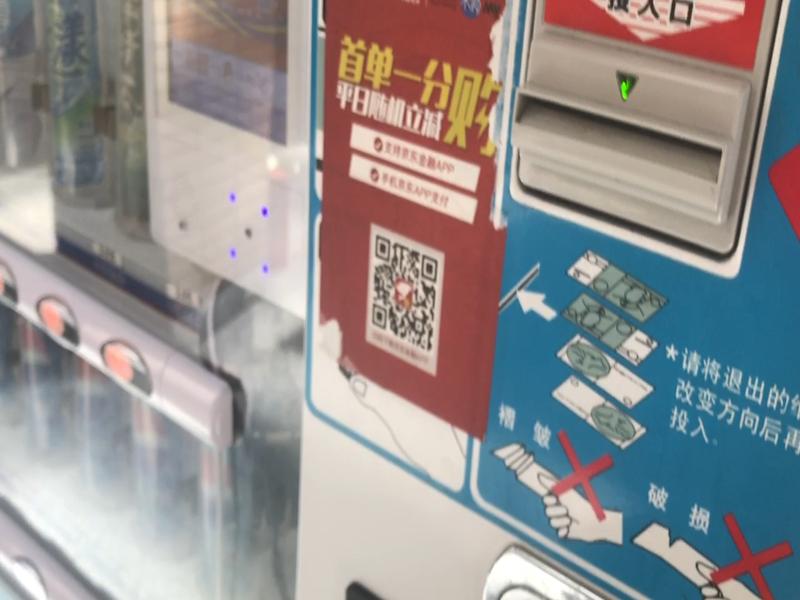 投入口
首单一分购
平日随机立减
支持京东金融APP
手机京东APP支付
*请将退出的
改变方向后再
投入.
褶皱
破损